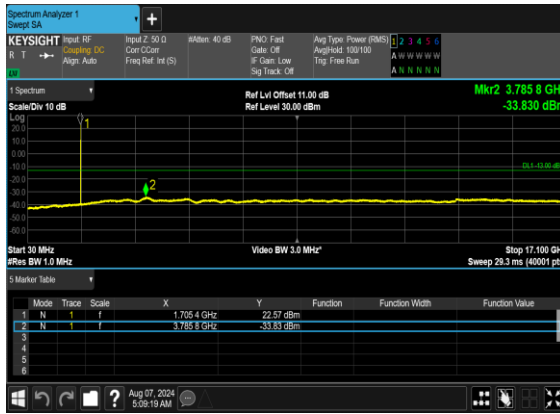 Spectrum Analyzer 1
Swept SA
+
KEYSIGHT Input: RF Input Z: 50 Ω #Atten: 40 dB PNO: Fast Avg Type: Power (RMS) 1 2 3 4 5 6
R T Coupling: DC Corr CCorr Gate: Off Avg|Hold: 100/100 A W W W W W
Align: Auto Freq Ref: Int (S) IF Gain: Low Trig: Free Run
Sig Track: Off A N N N N N
1 Spectrum
Ref Lvl Offset 11.00 dB Mkr2 3.785 8 GH
Scale/Div 10 dB Ref Level 30.00 dBm -33.830 dB
Log
1
20.0
10.0
0.00
-10.0
DL1 -13.00 dB
-20.0
-30.0
2
-40.0
-50.0
-60.0
Start 30 MHz Video BW 3.0 MHz* Stop 17.100 GH
#Res BW 1.0 MHz Sweep 29.3 ms (40001 pt
5 Marker Table
Mode Trace Scale X Y Function Function Width Function Value
1 N 1 f 1.705 4 GHz 22.57 dBm
2 N 1 f 3.785 8 GHz -33.83 dBm
3
4
5
6
? Aug 07, 2024
5:09:19 AM